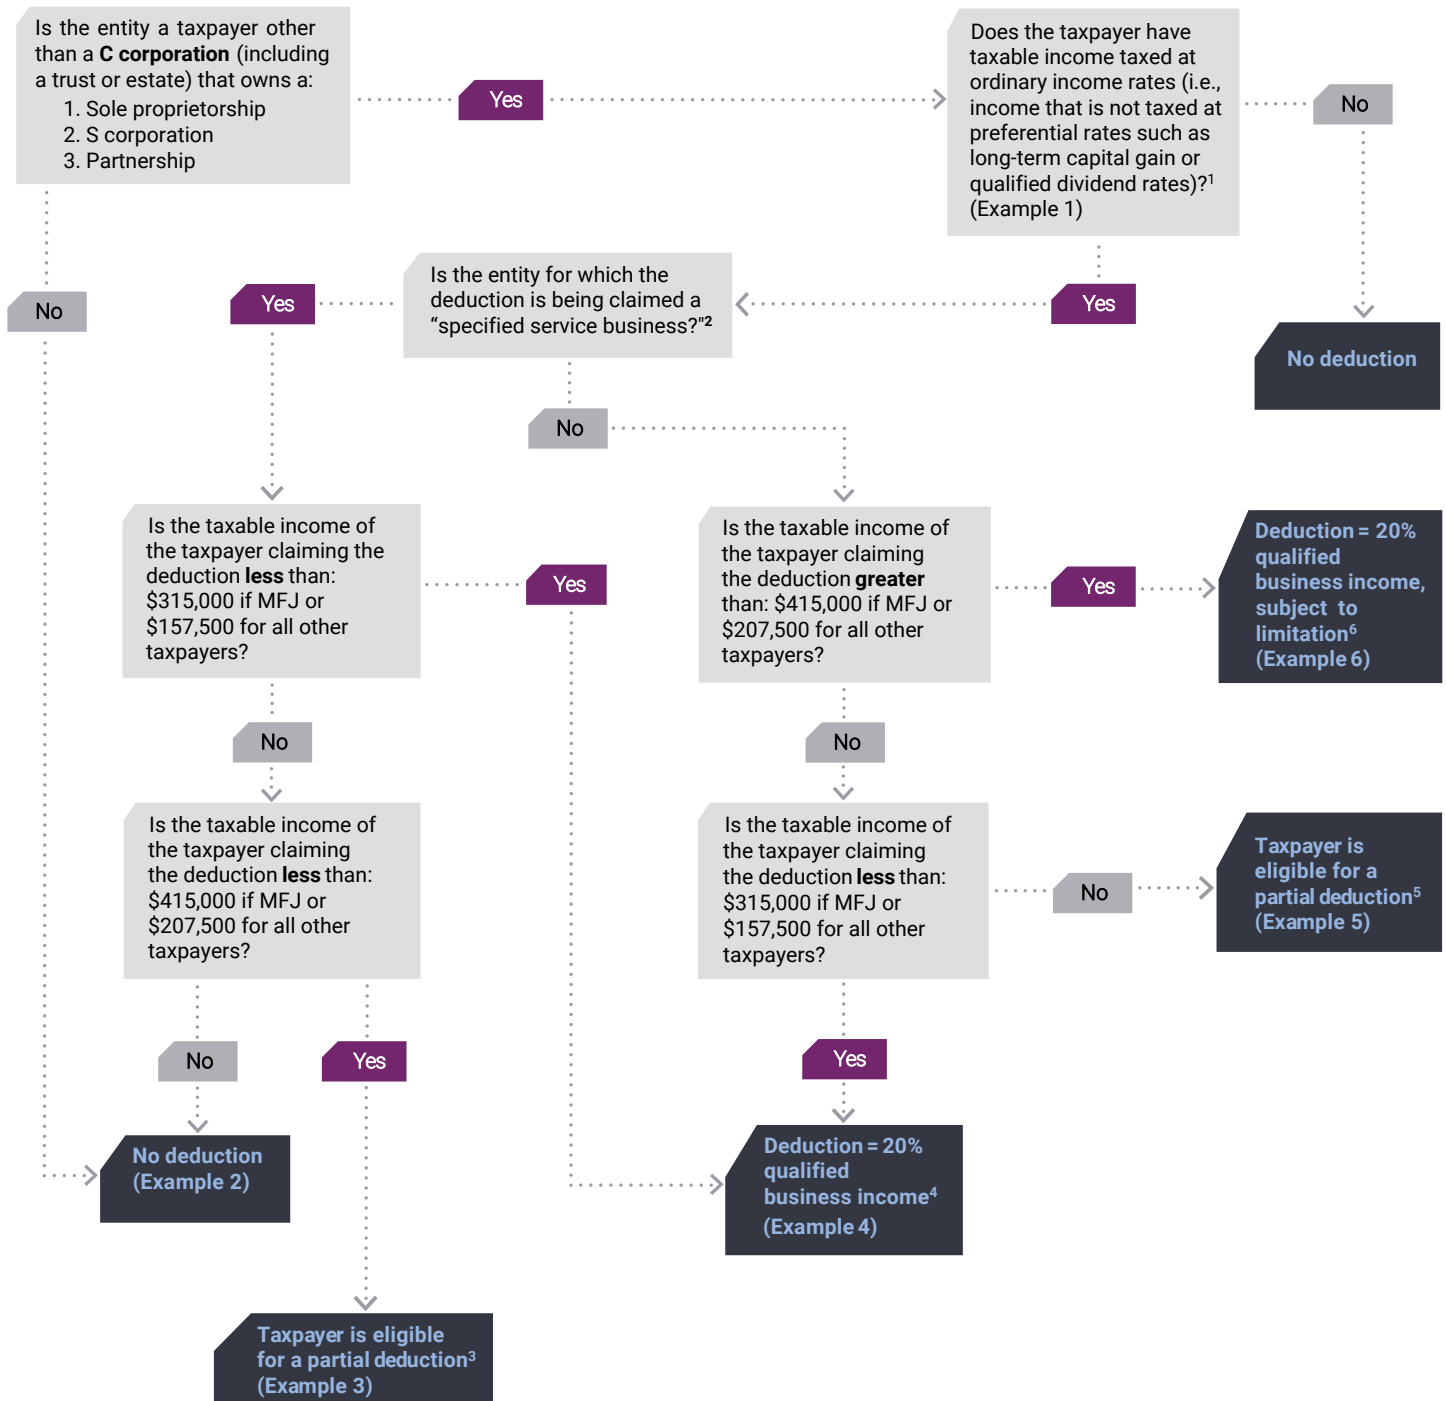 Is the entity a taxpayer other
than a C corporation (including
a trust or estate) that owns a:
1. Sole proprietorship
2. S corporation
3. Partnership
Yes
Does the taxpayer have
taxable income taxed at
ordinary income rates (i.e.,
income that is not taxed at
preferential rates such as
long-term capital gain or
qualified dividend rates)?¹
(Example 1)
No
No
Yes
Is the entity for which the
deduction is being claimed a
“specified service business?"²
Yes
No deduction
No
Is the taxable income of
the taxpayer claiming the
deduction less than:
$315,000 if MFJ or
$157,500 for all other
taxpayers?
Yes
Is the taxable income of
the taxpayer claiming
the deduction greater
than: $415,000 if MFJ or
$207,500 for all other
taxpayers?
Yes
Deduction = 20%
qualified
business income,
subject to
limitation⁶
(Example 6)
No
No
Is the taxable income of
the taxpayer claiming
the deduction less than:
$415,000 if MFJ or
$207,500 for all other
taxpayers?
Is the taxable income of
the taxpayer claiming
the deduction less than:
$315,000 if MFJ or
$157,500 for all other
taxpayers?
No
Taxpayer is
eligible for a
partial deduction⁵
(Example 5)
No
Yes
Yes
No deduction
(Example 2)
Deduction = 20%
qualified
business income⁴
(Example 4)
Taxpayer is eligible
for a partial deduction³
(Example 3)